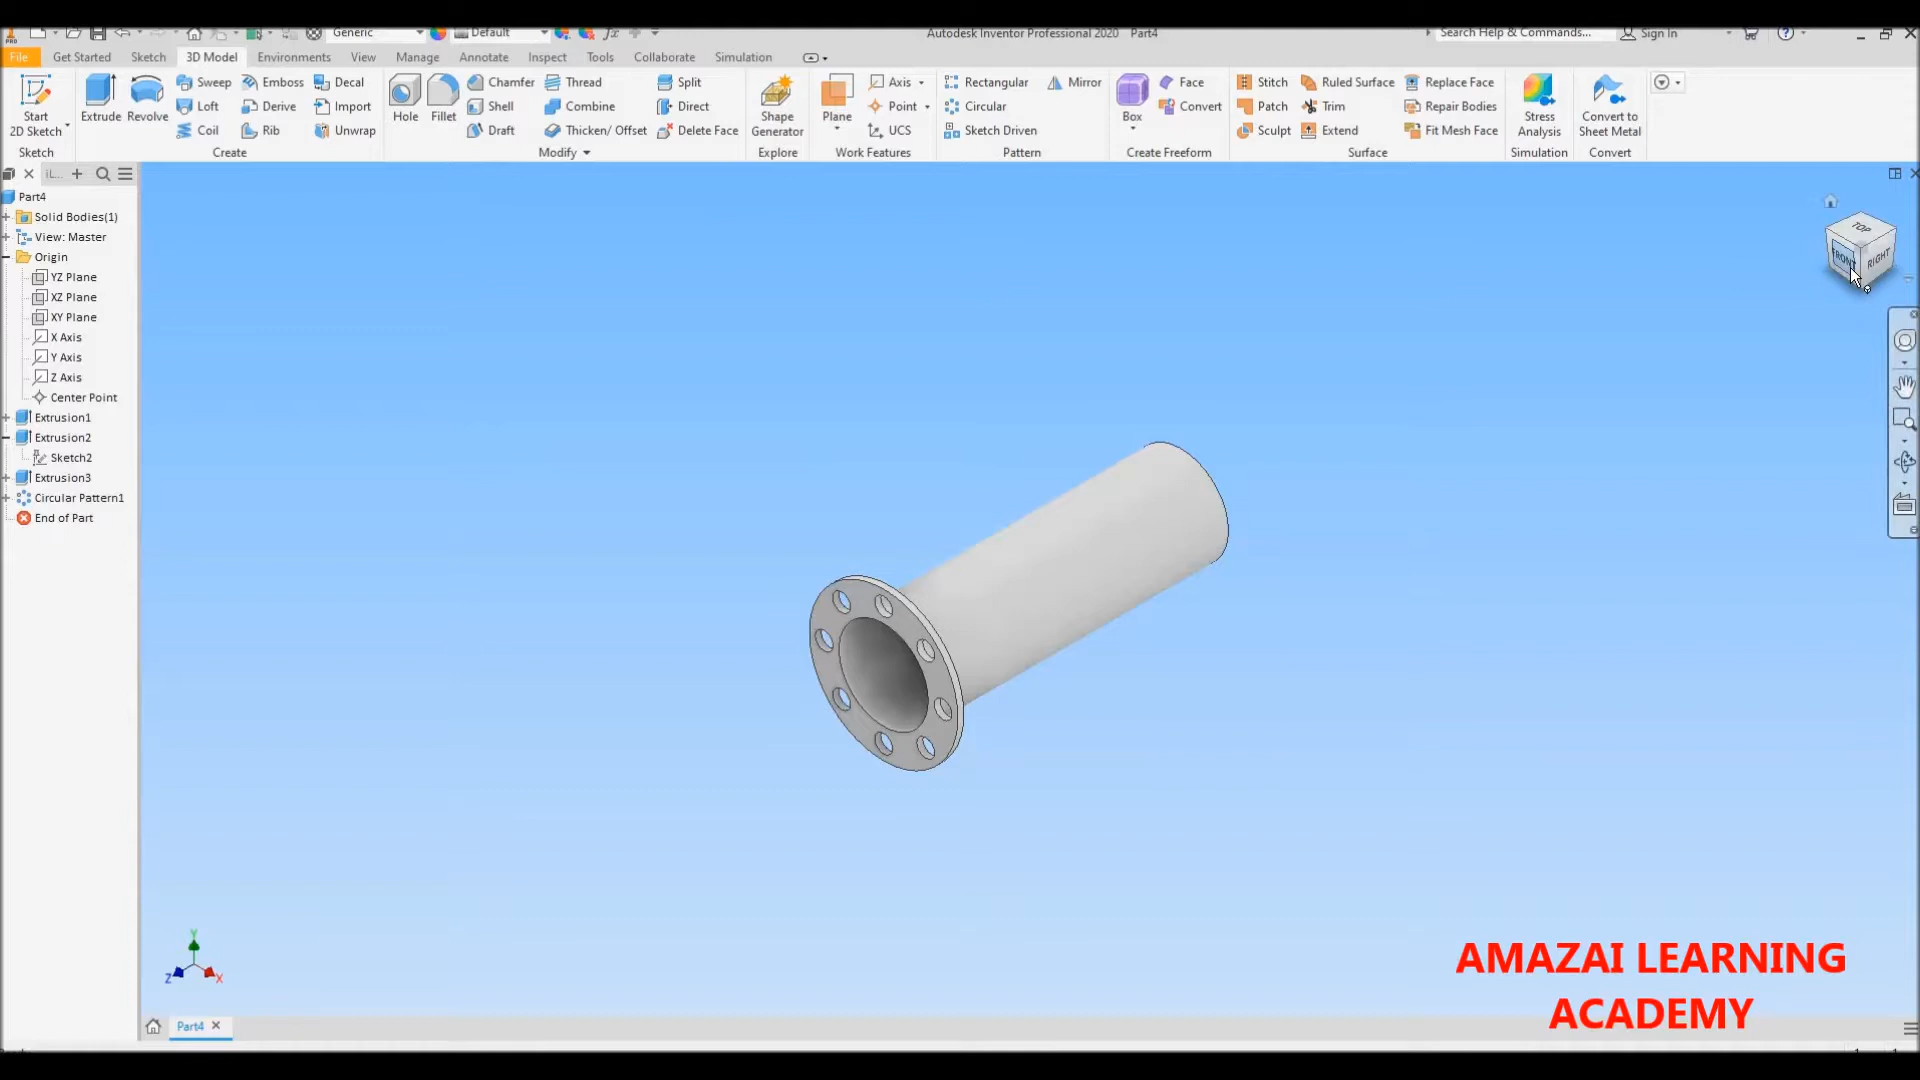 PRO
Generic
Default
fx
Autodesk Inventor Professional 2020 Part4
Search Help & Commands...
Sign In
File Get Started Sketch 3D Model Environments View Manage Annotate Inspect Tools Collaborate Simulation
Start
2D Sketch
Sketch
Extrude
Revolve
Sweep
Loft
Coil
Emboss
Derive
Rib
Decal
Import
Unwrap
Create
Hole
Fillet
Chamfer
Shell
Draft
Thread
Combine
Thicken/ Offset
Split
Direct
Delete Face
Modify
Shape
Generator
Explore
Plane
Axis
Point
UCS
Work Features
Rectangular
Circular
Sketch Driven
Mirror
Pattern
Box
Face
Convert
Create Freeform
Stitch
Patch
Sculpt
Ruled Surface
Trim
Extend
Replace Face
Repair Bodies
Fit Mesh Face
Surface
Stress
Analysis
Simulation
Convert to
Sheet Metal
Convert
iL...
Part4
Solid Bodies(1)
View: Master
Origin
YZ Plane
XZ Plane
XY Plane
X Axis
Y Axis
Z Axis
Center Point
Extrusion1
Extrusion2
Sketch2
Extrusion3
Circular Pattern1
End of Part
TOP
FRONT
RIGHT
Y
Z
X
AMAZAI LEARNING
ACADEMY
Part4